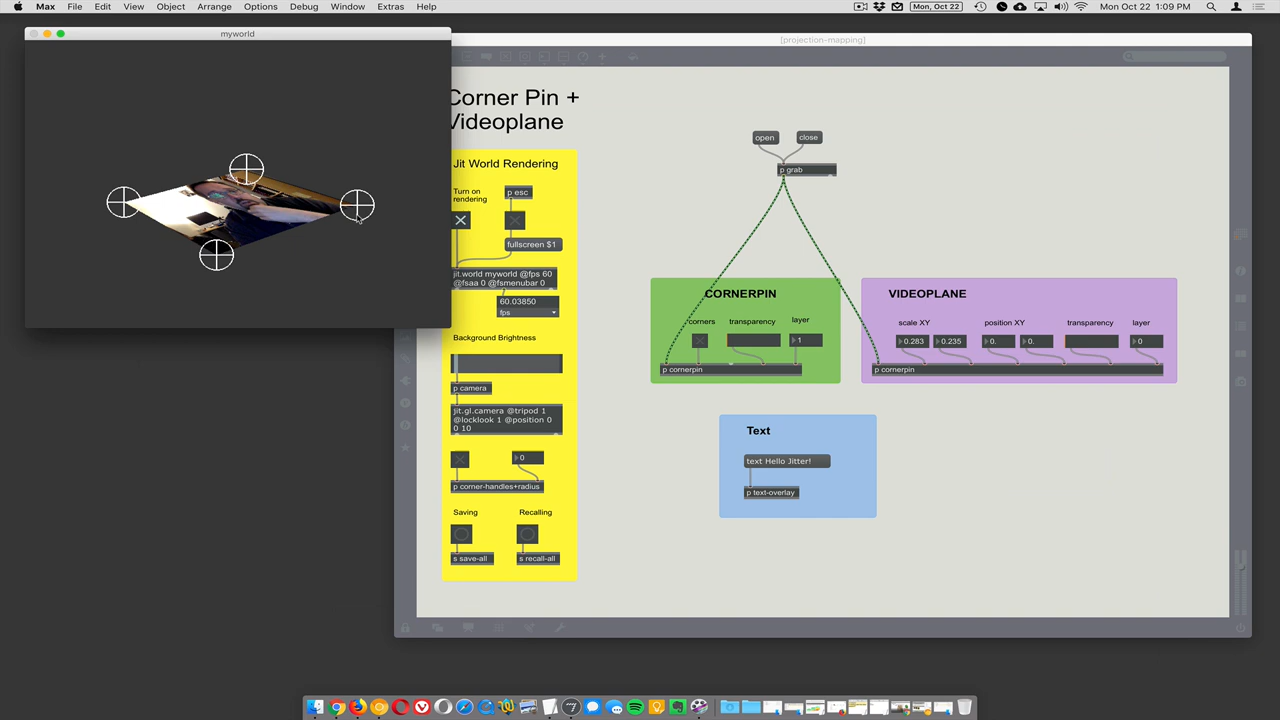 Max File Edit View Arrange Options Debug Window Extras Help
Mon, Oct 22
Mon Oct 22 1:09 PM
myworld
[projection-mapping]
Corner Pin +
Videoplane
Jit World Rendering
Turn on
rendering
p esc
fullscreen $1
jit.world myworld @fps 60
@fsaa 0 @fsmenubar 0
60.03850
fps
Background Brightness
p camera
jit.gl.camera @tripod 1
@locklook 1 @position 0
0 10
0
p corner-handles+radius
Saving Recalling
s save-all s recall-all
open close
p grab
CORNERPIN
corners transparency layer
1
p cornerpin
VIDEOPLANE
scale XY position XY transparency layer
0.283 0.235 0. 0. 0
p cornerpin
Text
text Hello Jitter!
p text-overlay